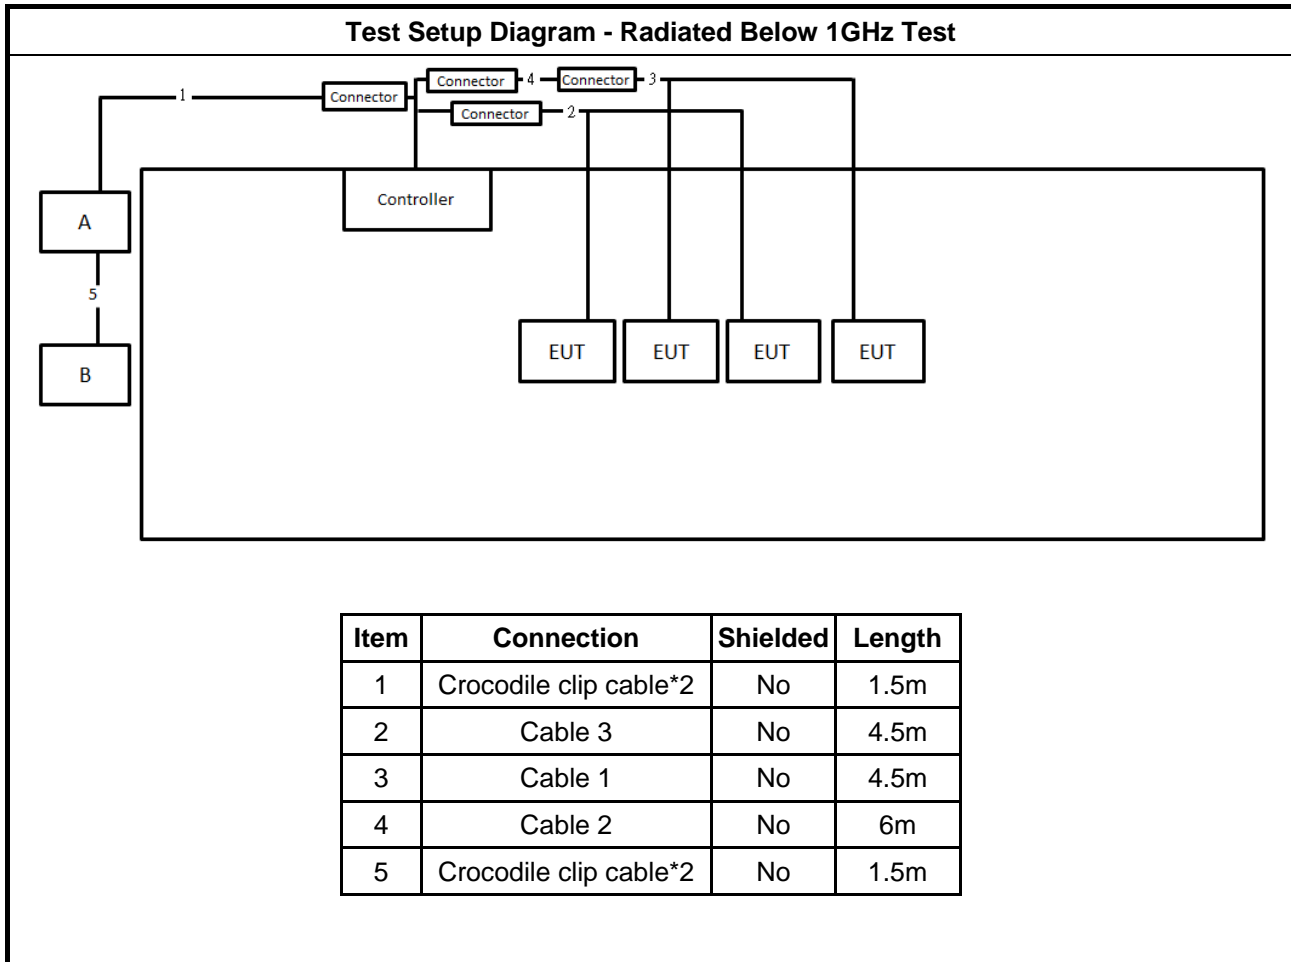 Test Setup Diagram - Radiated Below 1GHz Test
Connector 4 Connector 3
1 Connector
Connector 2
Controller
A
5
B
EUT EUT EUT EUT
Item Connection Shielded Length
1 Crocodile clip cable*2 No 1.5m
2 Cable 3 No 4.5m
3 Cable 1 No 4.5m
4 Cable 2 No 6m
5 Crocodile clip cable*2 No 1.5m